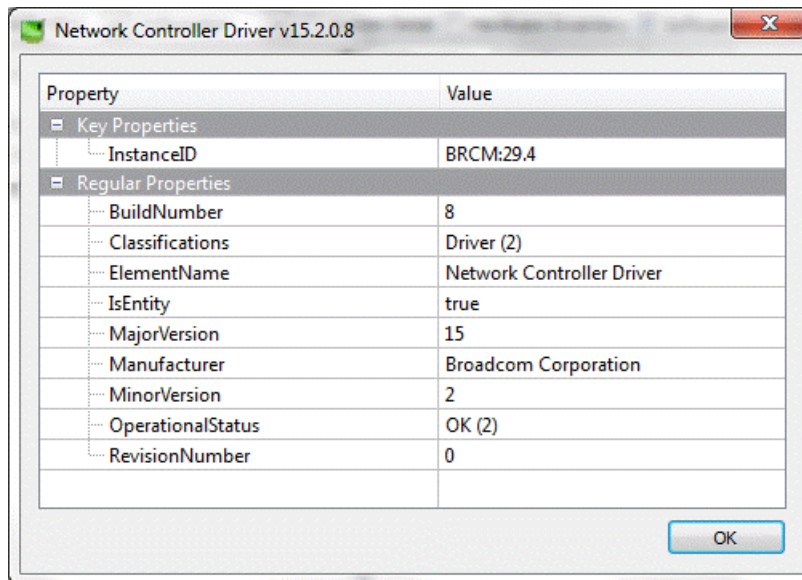 Network Controller Driver v15.2.0.8
Property Value
Key Properties
InstanceID BRCM:29.4
Regular Properties
BuildNumber 8
Classifications Driver (2)
ElementName Network Controller Driver
IsEntity true
MajorVersion 15
Manufacturer Broadcom Corporation
MinorVersion 2
OperationalStatus OK (2)
RevisionNumber 0
OK